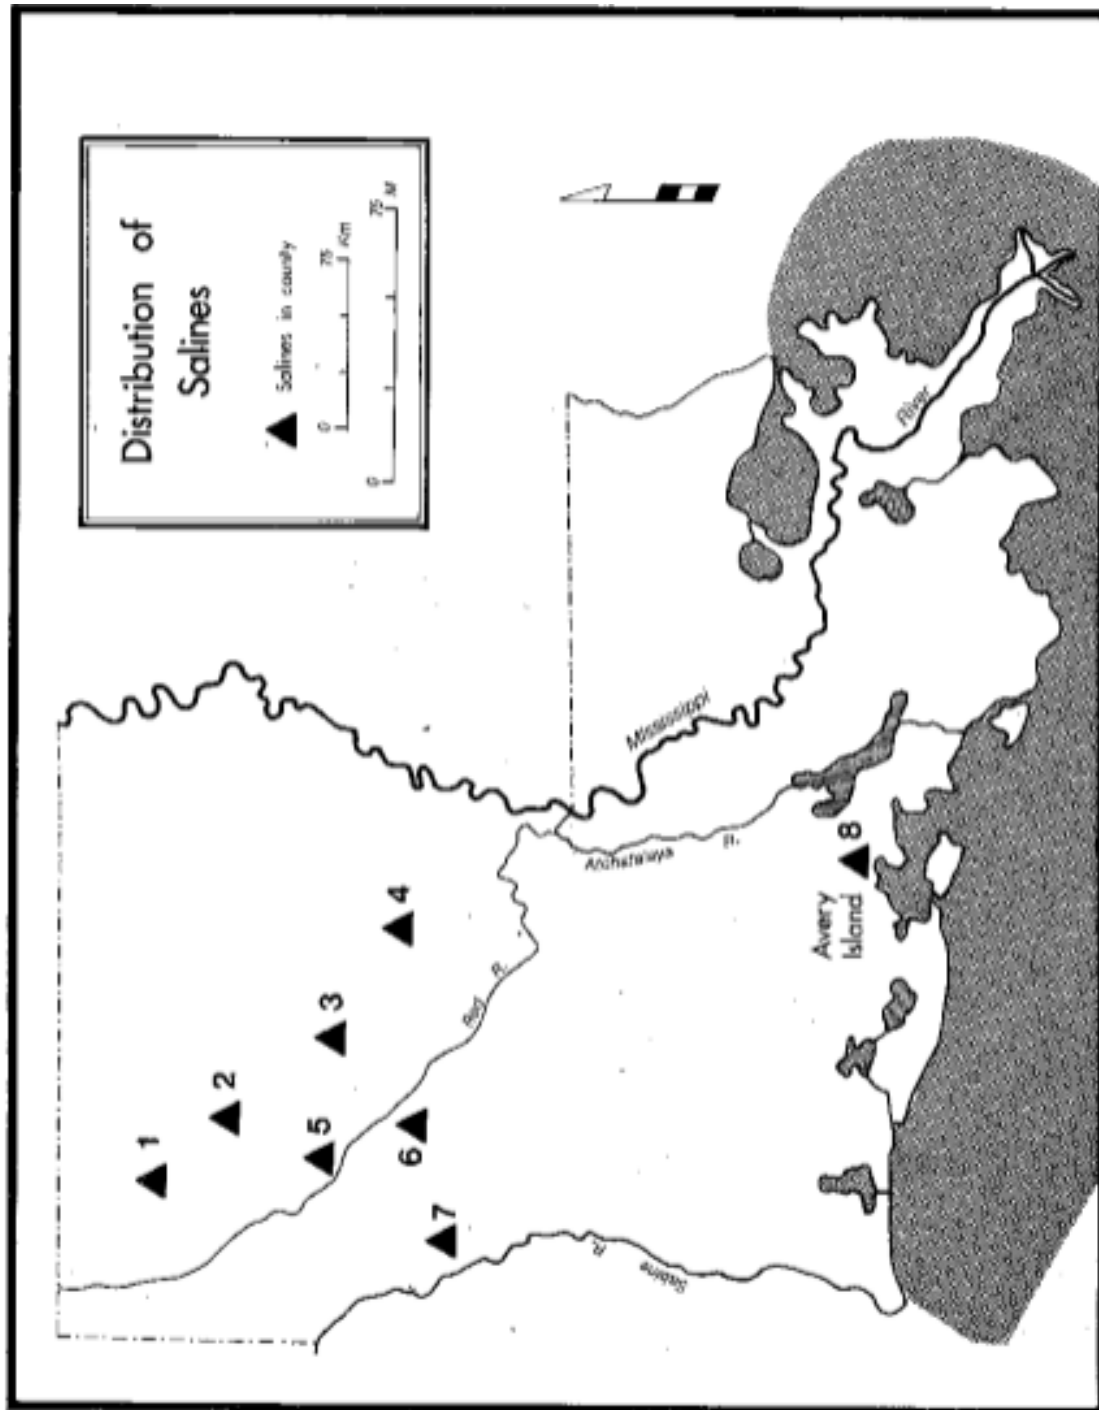 Distribution of
Salines
Salines in county
0 75 Km
0 75 M
1
2
3
4
5
6
7
8
Red R.
Mississippi
River
Atchafalaya R.
Sabine R.
Avery
Island